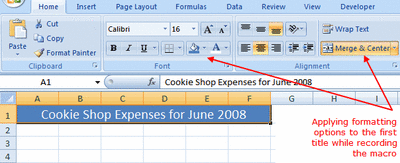 Home Insert Page Layout Formulas Data Review View Developer
Paste
Cut
Copy
Format Painter
Clipboard
Calibri 16 A A
B I U A
Font
Wrap Text
Merge & Center
Alignment
A1 fx Cookie Shop Expenses for June 2008
A B C D E F G H I
1 Cookie Shop Expenses for June 2008
2
3
4
Applying formatting
options to the first
title while recording
the macro